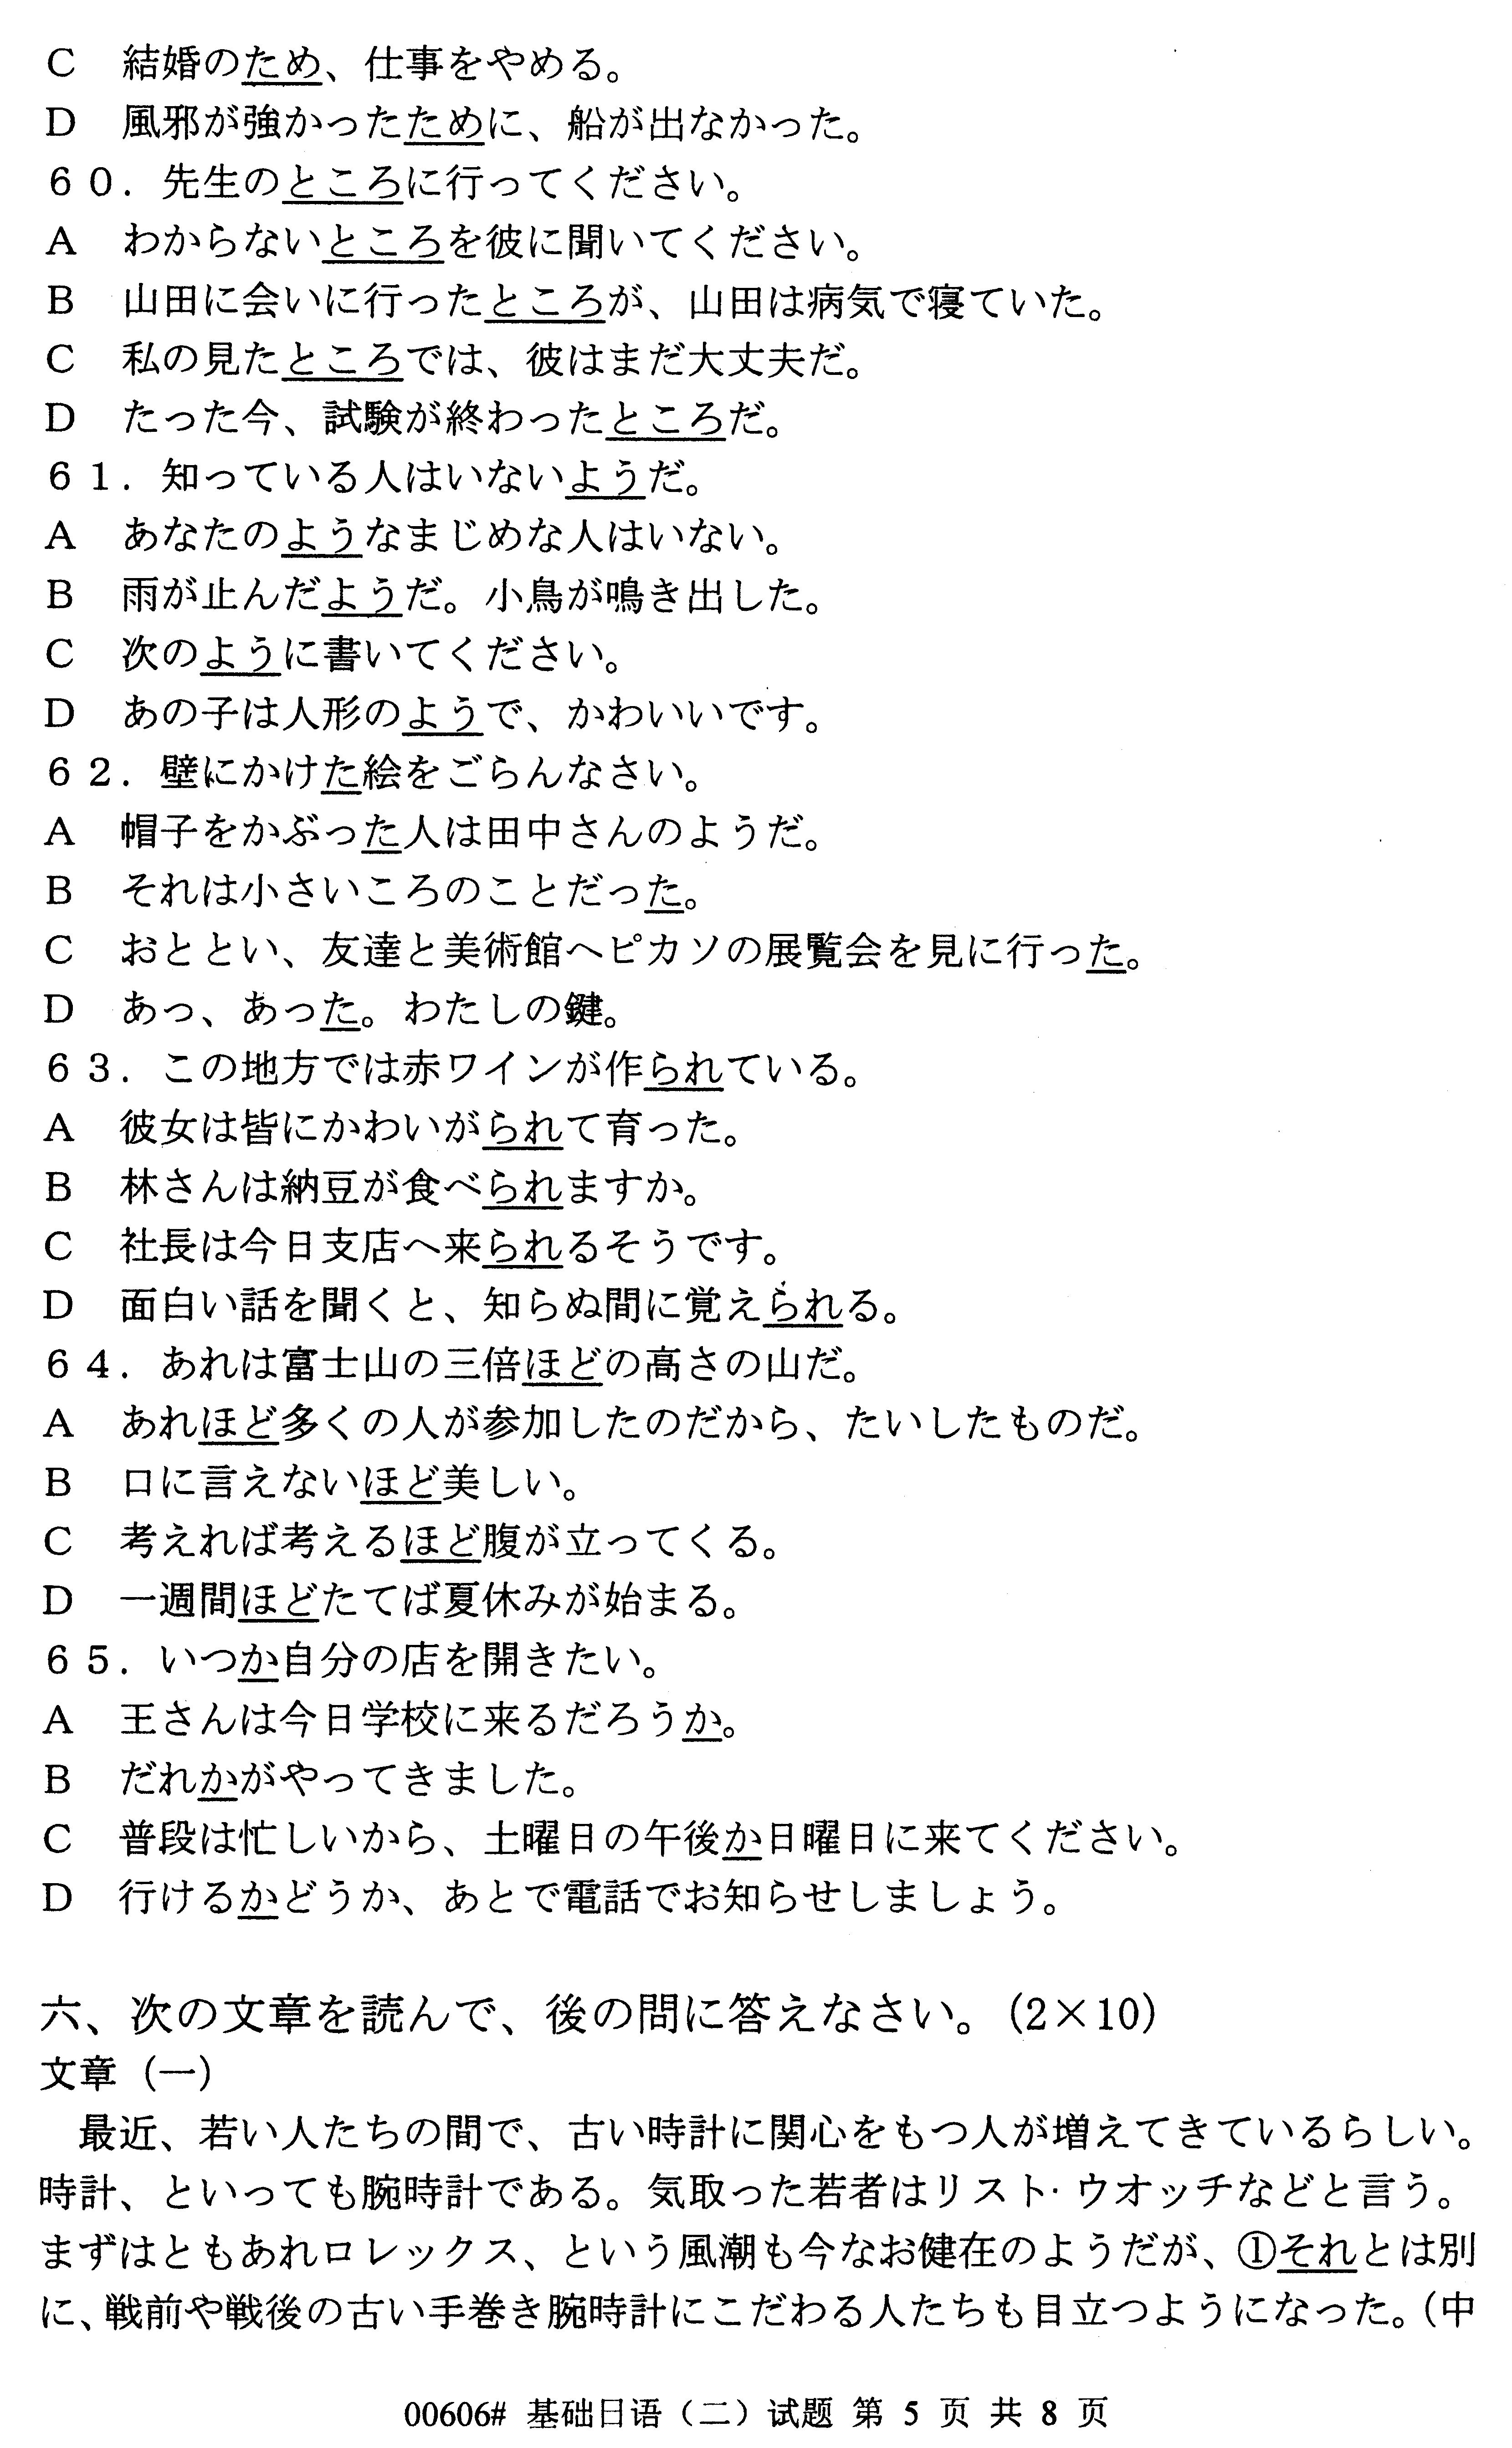 C　結婚のため、仕事をやめる。
D　風邪が強かったために、船が出なかった。
６０．先生のところに行ってください。
A　わからないところを彼に聞いてください。
B　山田に会いに行ったところが、山田は病気で寝ていた。
C　私の見たところでは、彼はまだ大丈夫だ。
D　たった今、試験が終わったところだ。
６１．知っている人はいないようだ。
A　あなたのようなまじめな人はいない。
B　雨が止んだようだ。小鳥が鳴き出した。
C　次のように書いてください。
D　あの子は人形のようで、かわいいです。
６２．壁にかけた絵をごらんなさい。
A　帽子をかぶった人は田中さんのようだ。
B　それは小さいころのことだった。
C　おととい、友達と美術館へピカソの展覧会を見に行った。
D　あっ、あった。わたしの鍵。
６３．この地方では赤ワインが作られている。
A　彼女は皆にかわいがられて育った。
B　林さんは納豆が食べられますか。
C　社長は今日支店へ来られるそうです。
D　面白い話を聞くと、知らぬ間に覚えられる。
６４．あれは富士山の三倍ほどの高さの山だ。
A　あれほど多くの人が参加したのだから、たいしたものだ。
B　口に言えないほど美しい。
C　考えれば考えるほど腹が立ってくる。
D　一週間ほどたてば夏休みが始まる。
６５．いつか自分の店を開きたい。
A　王さんは今日学校に来るだろうか。
B　だれかがやってきました。
C　普段は忙しいから、土曜日の午後か日曜日に来てください。
D　行けるかどうか、あとで電話でお知らせしましょう。
六、次の文章を読んで、後の問に答えなさい。(2×10)
文章（一）
　最近、若い人たちの間で、古い時計に関心をもつ人が増えてきているらしい。
時計、といっても腕時計である。気取った若者はリスト·ウオッチなどと言う。
まずはともあれロレックス、という風潮も今なお健在のようだが、①それとは別
に、戦前や戦後の古い手巻き腕時計にこだわる人たちも目立つようになった。（中
00606# 基础日语（二）试题 第 5 页 共 8 页